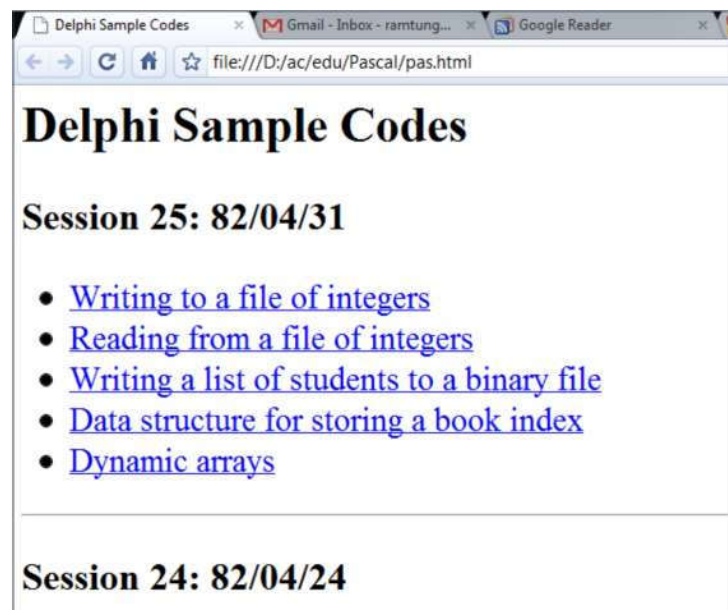 Delphi Sample Codes
Gmail - Inbox - ramtung...
Google Reader
file:///D:/ac/edu/Pascal/pas.html
Delphi Sample Codes
Session 25: 82/04/31
Writing to a file of integers
Reading from a file of integers
Writing a list of students to a binary file
Data structure for storing a book index
Dynamic arrays
Session 24: 82/04/24